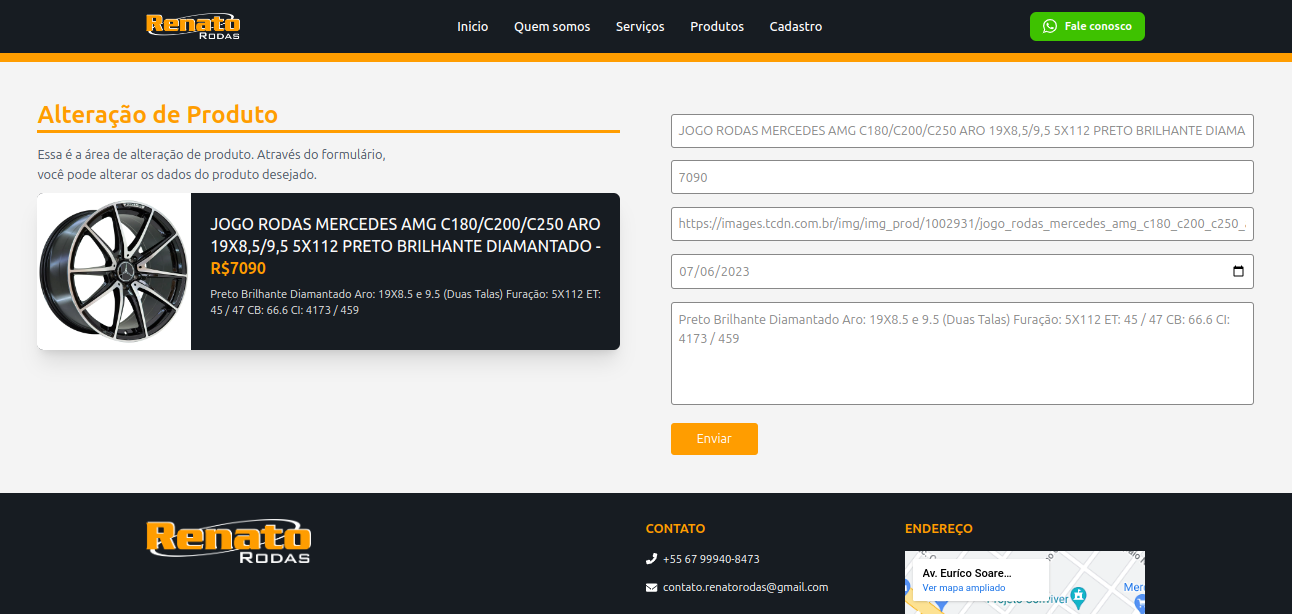 Renato
RODAS
Inicio Quem somos Serviços Produtos Cadastro
Fale conosco
Alteração de Produto
Essa é a área de alteração de produto. Através do formulário,
você pode alterar os dados do produto desejado.
JOGO RODAS MERCEDES AMG C180/C200/C250 ARO
19X8,5/9,5 5X112 PRETO BRILHANTE DIAMANTADO -
R$7090
Preto Brilhante Diamantado Aro: 19X8.5 e 9.5 (Duas Talas) Furação: 5X112 ET:
45 / 47 CB: 66.6 CI: 4173 / 459
JOGO RODAS MERCEDES AMG C180/C200/C250 ARO 19X8,5/9,5 5X112 PRETO BRILHANTE DIAMA
7090
https://images.tcdn.com.br/img/img_prod/1002931/jogo_rodas_mercedes_amg_c180_c200_c250_
07/06/2023
Preto Brilhante Diamantado Aro: 19X8.5 e 9.5 (Duas Talas) Furação: 5X112 ET: 45 / 47 CB: 66.6 CI:
4173 / 459
Enviar
Renato
RODAS
CONTATO
+55 67 99940-8473
contato.renatorodas@gmail.com
ENDEREÇO
Av. Euríco Soare...
Ver mapa ampliado
Projeto Conviver
Merc